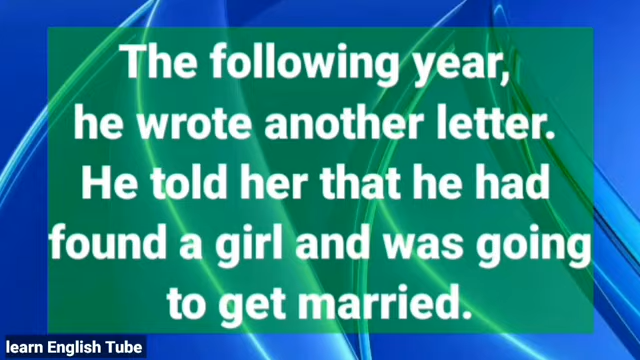 The following year,
he wrote another letter.
He told her that he had
found a girl and was going
to get married.
learn English Tube